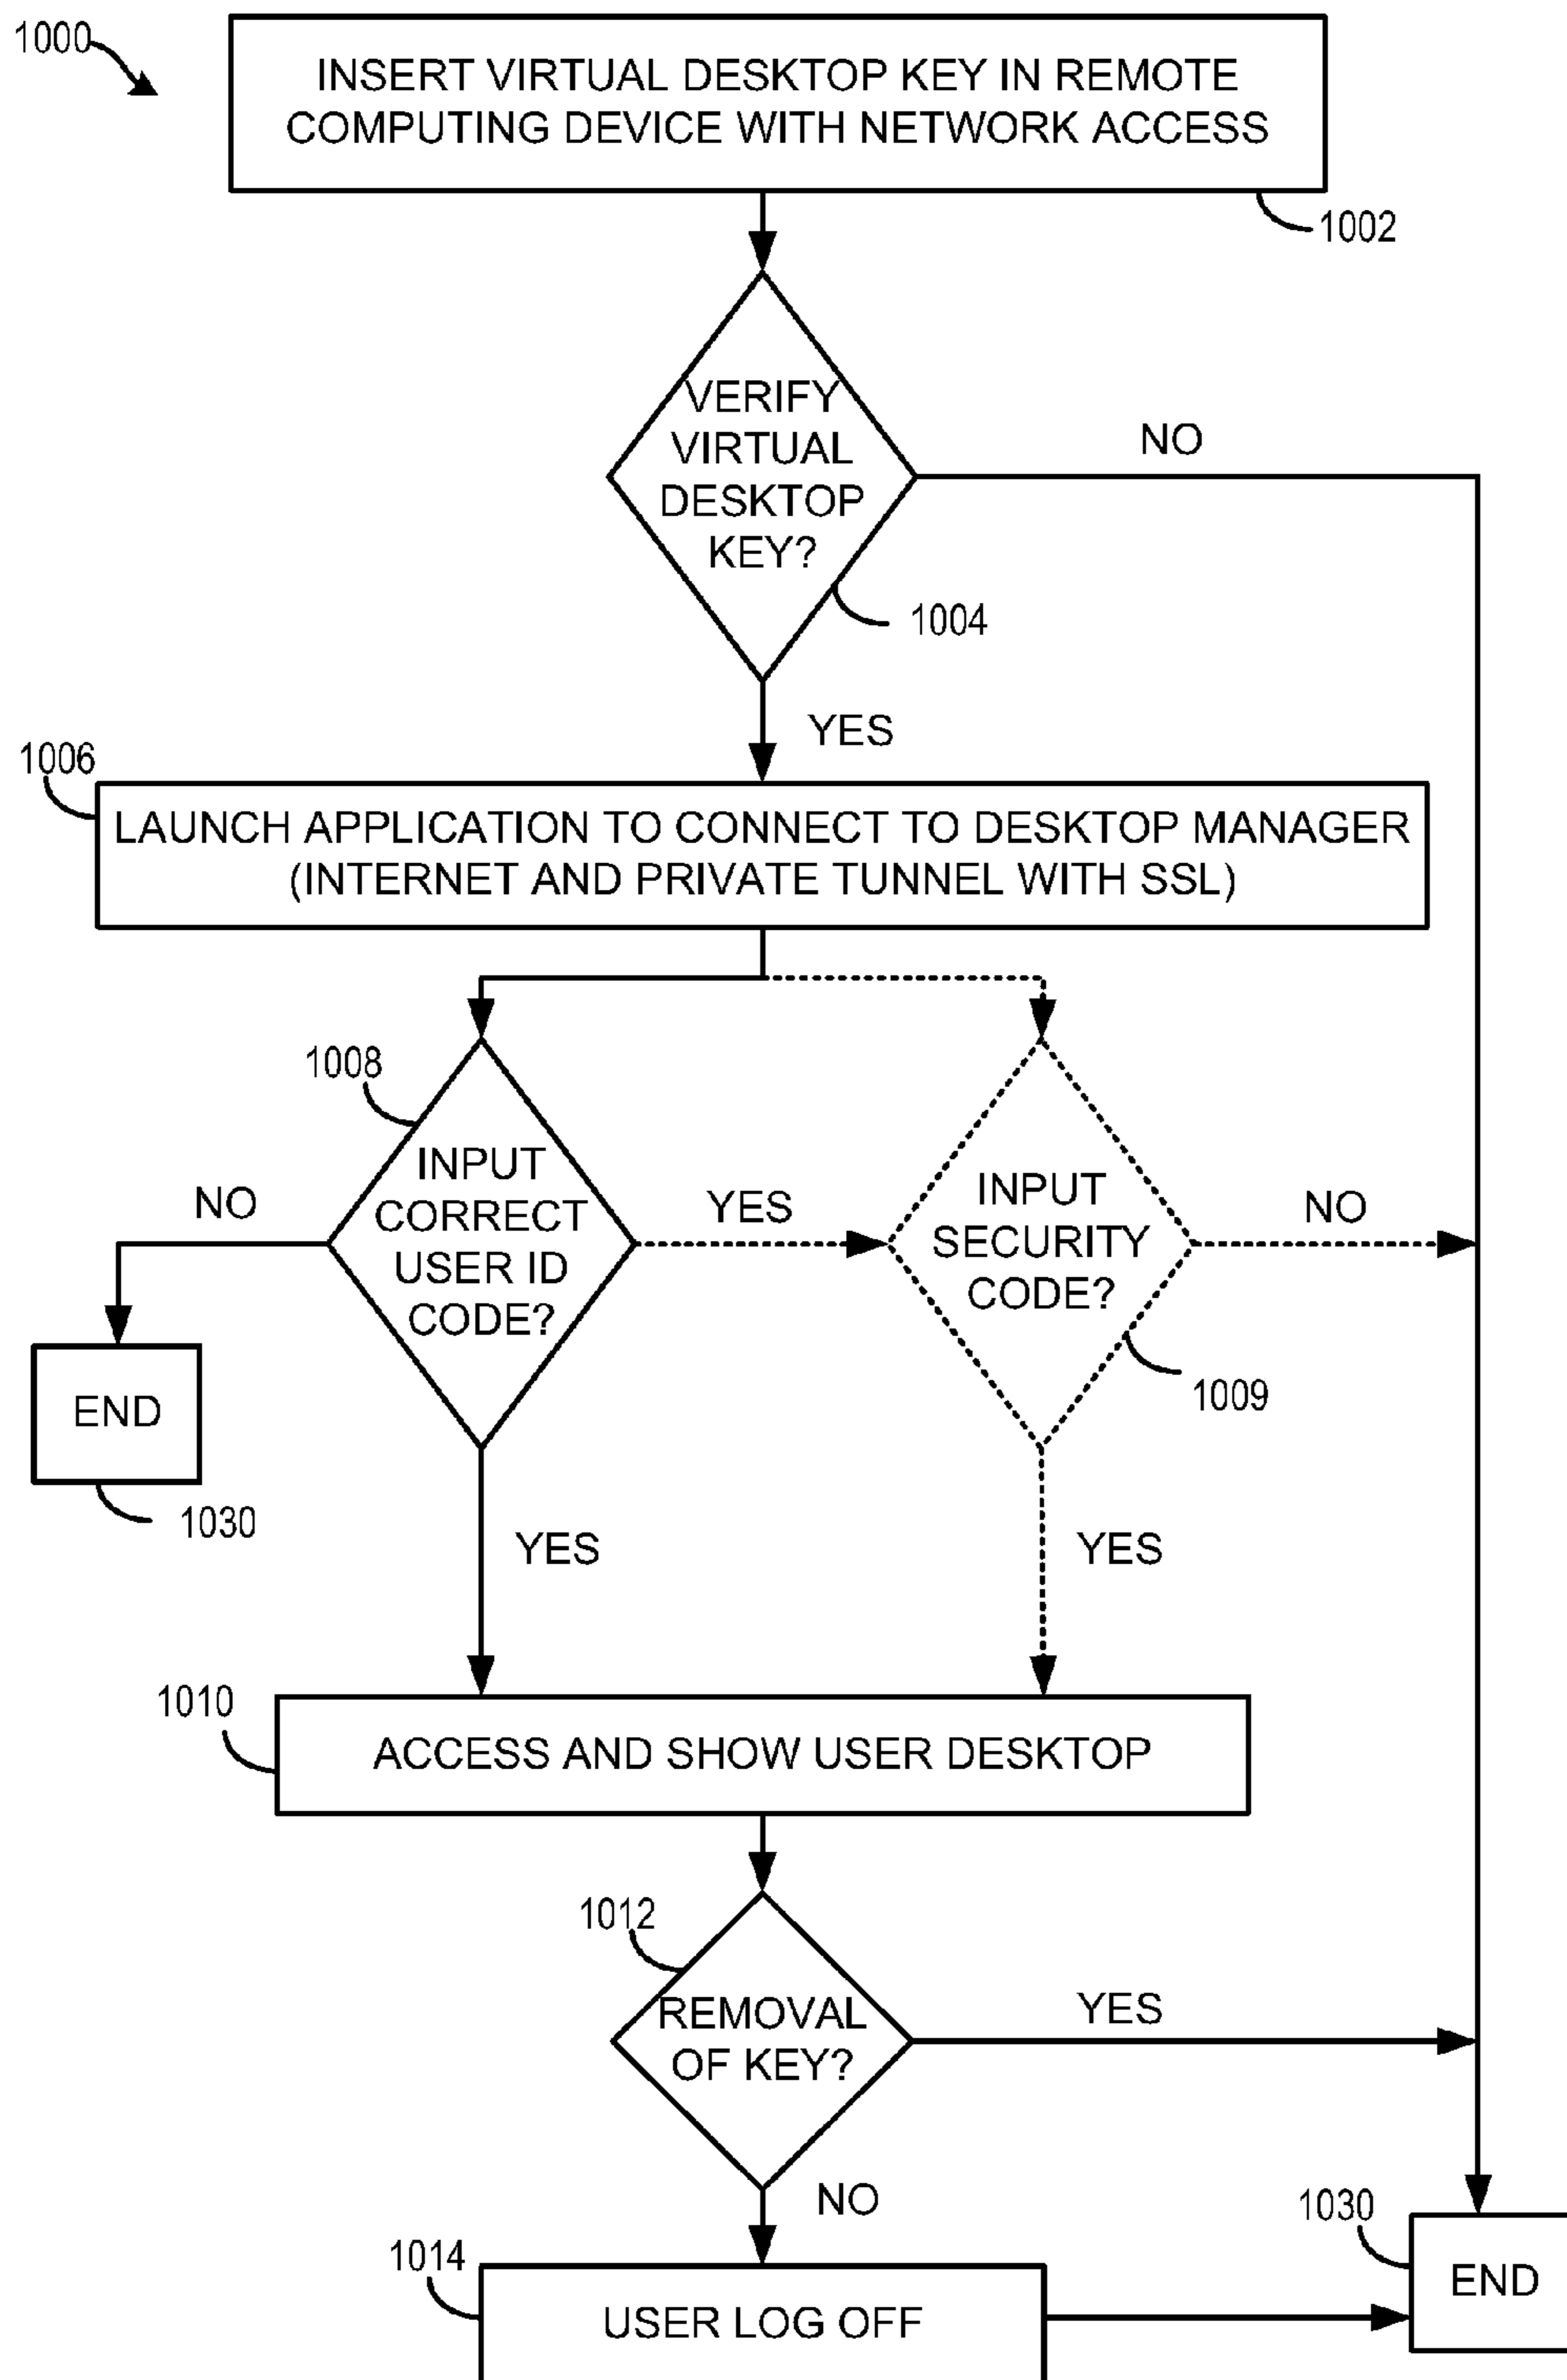 1000
INSERT VIRTUAL DESKTOP KEY IN REMOTE
COMPUTING DEVICE WITH NETWORK ACCESS
1002
VERIFY
VIRTUAL
DESKTOP
KEY?
NO
1004
YES
1006
LAUNCH APPLICATION TO CONNECT TO DESKTOP MANAGER
(INTERNET AND PRIVATE TUNNEL WITH SSL)
1008
INPUT
CORRECT
USER ID
CODE?
NO
YES
INPUT
SECURITY
CODE?
NO
1009
END
1030
YES
YES
1010
ACCESS AND SHOW USER DESKTOP
1012
REMOVAL
OF KEY?
YES
NO
1014
USER LOG OFF
1030
END